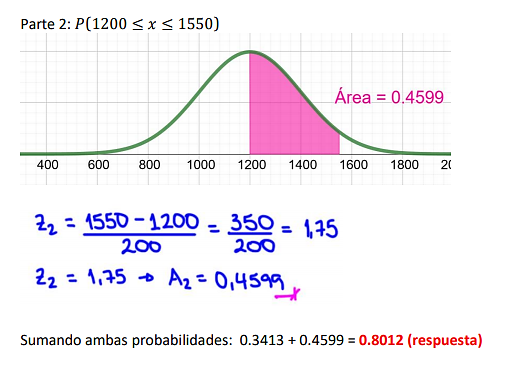 Parte 2: P(1200 ≤ x ≤ 1550)
Área = 0.4599
400 600 800 1000 1200 1400 1600 1800 20
Z₂ = 1550 - 1200 / 200 = 350 / 200 = 1,75
Z₂ = 1,75 → A₂ = 0,4599
Sumando ambas probabilidades: 0.3413 + 0.4599 = 0.8012 (respuesta)